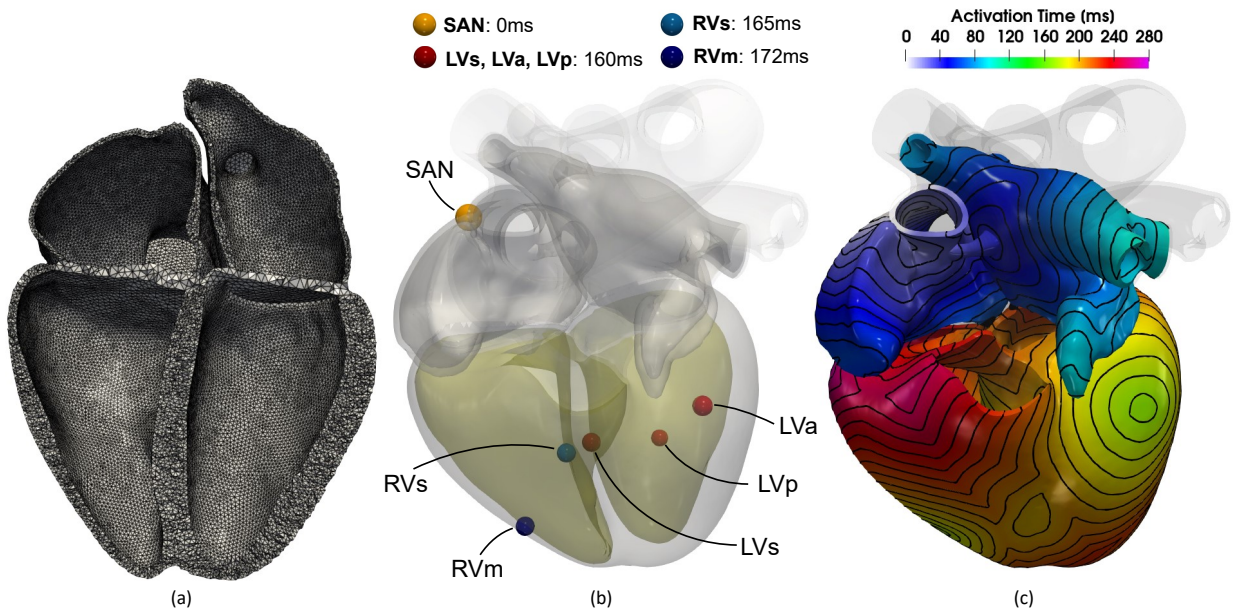 SAN: 0ms
RVs: 165ms
LVs, LVa, LVp: 160ms
RVm: 172ms
Activation Time (ms)
0 40 80 120 160 200 240 280
SAN
LVa
RVs
LVp
LVs
RVm
(a)
(b)
(c)